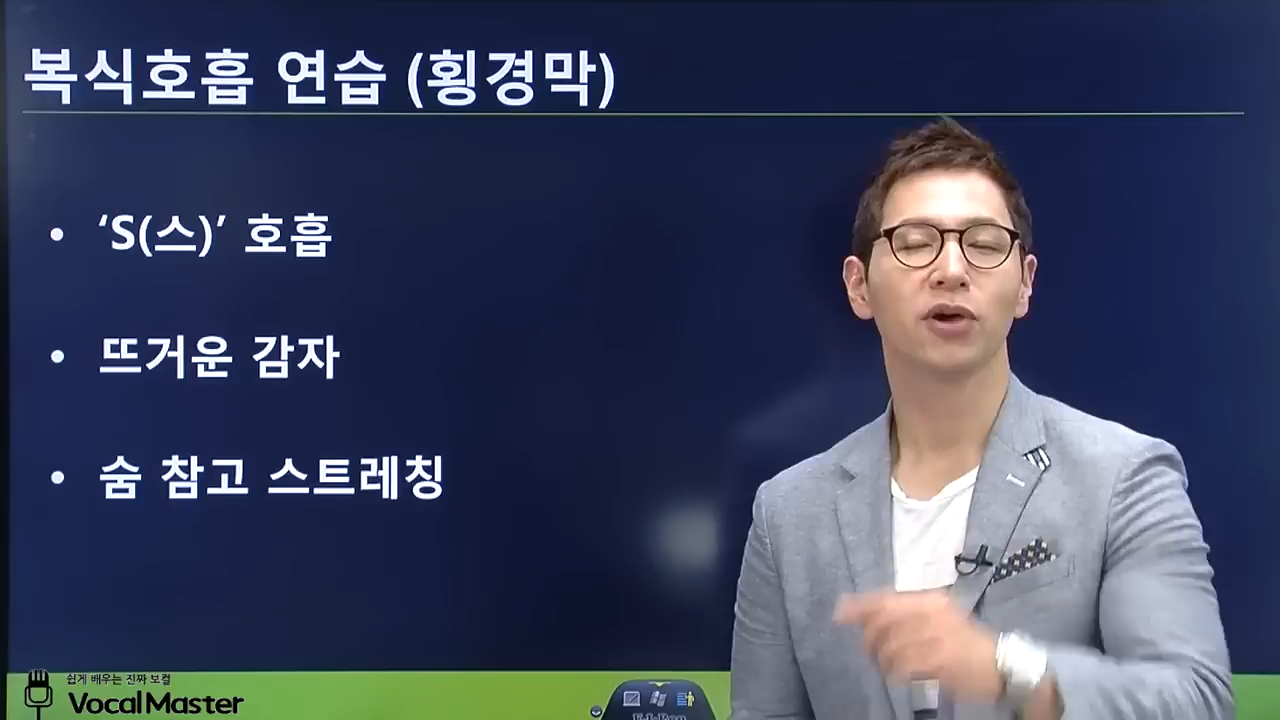 복식호흡 연습 (횡경막)
• ‘S(스)’ 호흡
• 뜨거운 감자
• 숨 참고 스트레칭
쉽게 배우는 진짜 보컬
VocalMaster